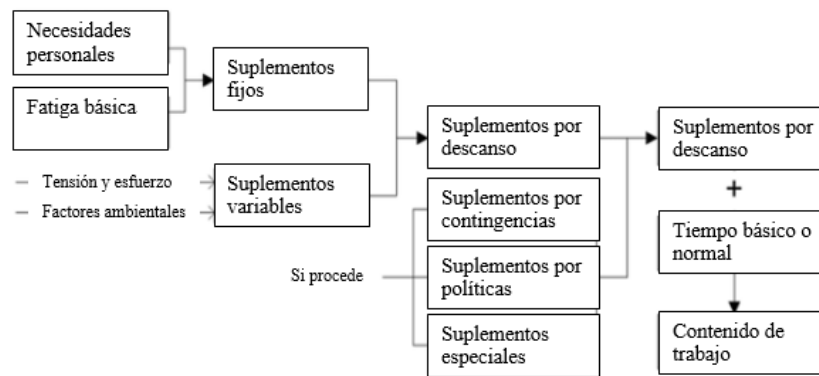 Necesidades
personales
Fatiga básica
Suplementos
fijos
Tensión y esfuerzo
Factores ambientales
Suplementos
variables
Suplementos por
descanso
Suplementos por
contingencias
Si procede
Suplementos por
políticas
Suplementos
especiales
Suplementos por
descanso
+
Tiempo básico o
normal
Contenido de
trabajo